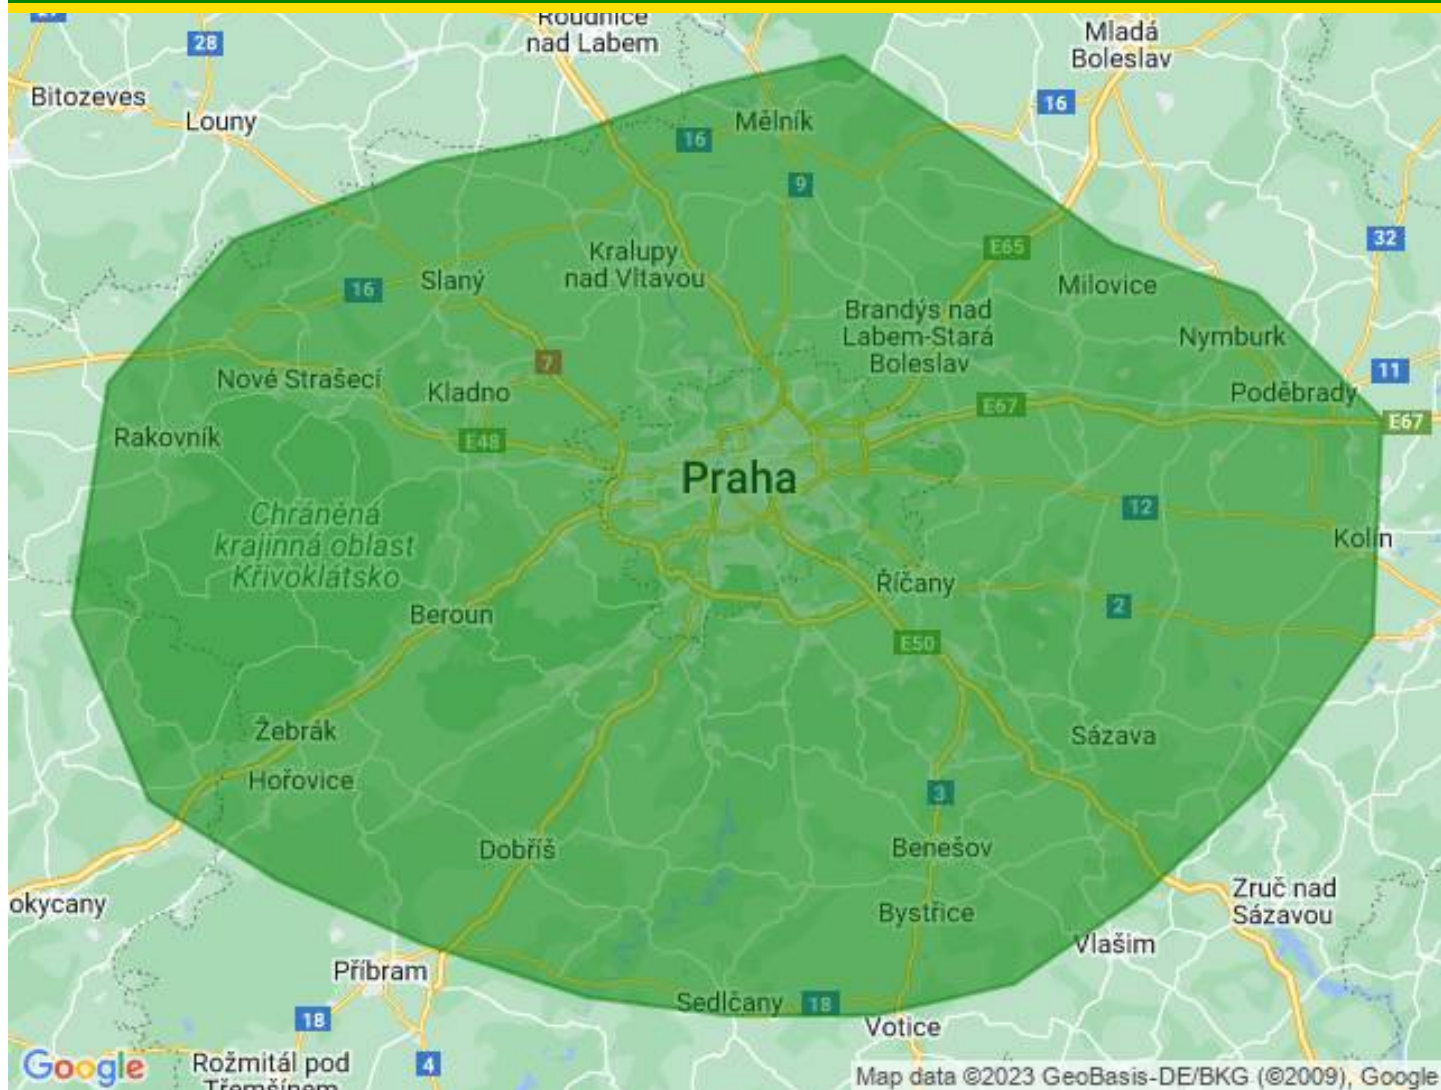 27
28
Roudnice
nad Labem
Mladá
Boleslav
Bitozeves
Louny
16
Mělník
16
9
32
E65
Kralupy
nad Vltavou
Slaný
16
Milovice
Brandýs nad
Labem-Stará
Boleslav
Nymburk
7
11
Nové Strašecí
Kladno
Poděbrady
E67
E67
Rakovník
E48
Praha
12
Chráněná
krajinná oblast
Křivoklátsko
Kolín
Říčany
2
Beroun
E50
Žebrák
Sázava
Hořovice
3
Dobříš
Benešov
okycany
Zruč nad
Sázavou
Bystřice
Vlašim
Příbram
Sedlčany
18
18
Votice
Rožmitál pod
Třemšínem
4
Google
Map data ©2023 GeoBasis-DE/BKG (©2009), Google